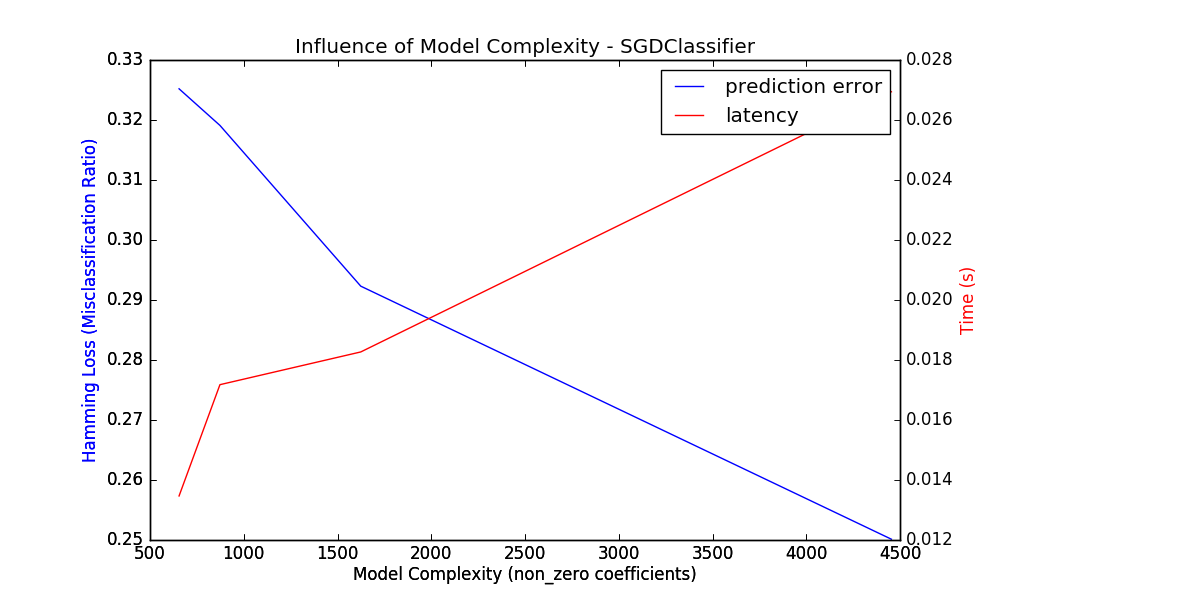 Influence of Model Complexity - SGDClassifier
prediction error
latency
0.33
0.32
0.31
0.30
0.29
0.28
0.27
0.26
0.25
Hamming Loss (Misclassification Ratio)
0.028
0.026
0.024
0.022
0.020
0.018
0.016
0.014
0.012
Time (s)
500 1000 1500 2000 2500 3000 3500 4000 4500
Model Complexity (non_zero coefficients)